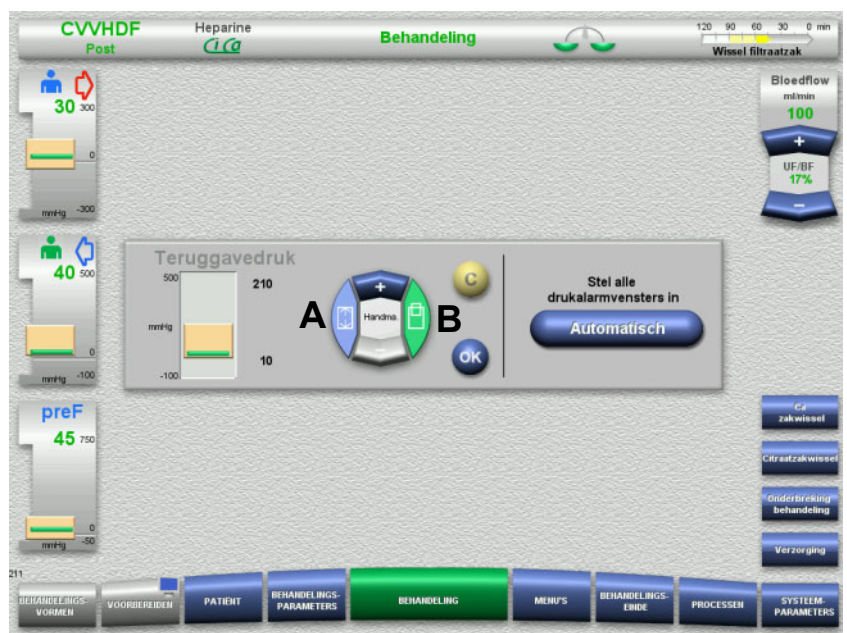 CVVHDF
Post
Heparine
CiCa
Behandeling
120 90 60 30 0 min
Wissel filtraatzak
30
300
0
mmHg
-300
Bloedflow
ml/min
100
+
UF/BF
17%
−
40
500
0
mmHg
-100
Teruggavedruk
500
210
mmHg
10
-100
A
+
Handma.
−
B
C
OK
Stel alle
drukalarmvensters in
Automatisch
preF
45
750
0
mmHg
-50
Ca
zakwissel
Citraatzakwissel
Onderbreking
behandeling
Verzorging
211
BEHANDELINGS-
VORMEN
VOORBEREIDEN
PATIËNT
BEHANDELINGS-
PARAMETERS
BEHANDELING
MENU'S
BEHANDELINGS-
EINDE
PROCESSEN
SYSTEEM-
PARAMETERS